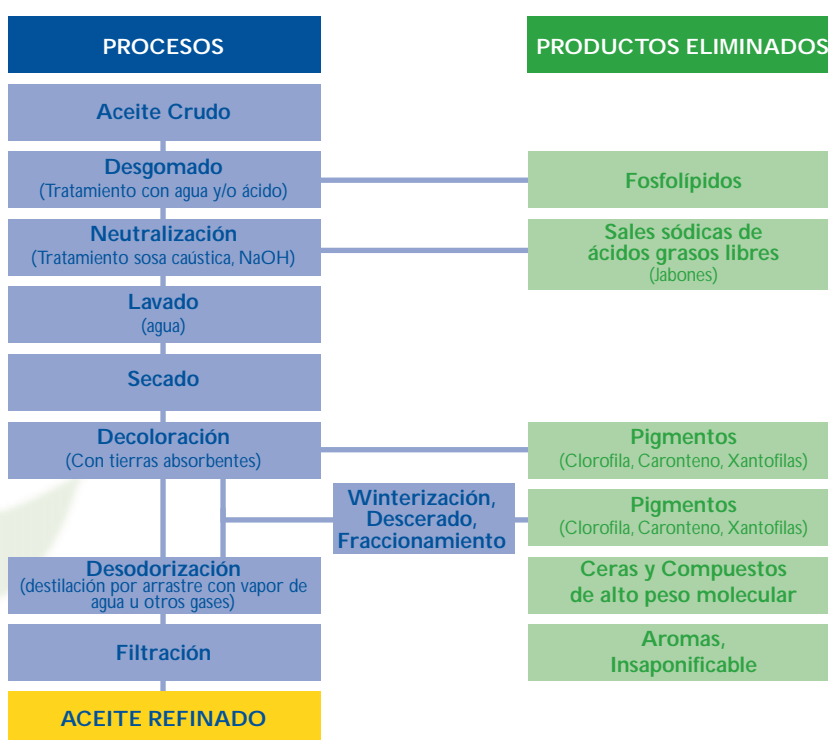 PROCESOS
PRODUCTOS ELIMINADOS
Aceite Crudo
Desgomado
(Tratamiento con agua y/o ácido)
Fosfolípidos
Neutralización
(Tratamiento sosa caústica, NaOH)
Sales sódicas de
ácidos grasos libres
(Jabones)
Lavado
(agua)
Secado
Decoloración
(Con tierras absorbentes)
Pigmentos
(Clorofila, Caronteno, Xantofilas)
Winterización,
Descerado,
Fraccionamiento
Pigmentos
(Clorofila, Caronteno, Xantofilas)
Desodorización
(destilación por arrastre con vapor de
agua u otros gases)
Ceras y Compuestos
de alto peso molecular
Filtración
Aromas,
Insaponificable
ACEITE REFINADO